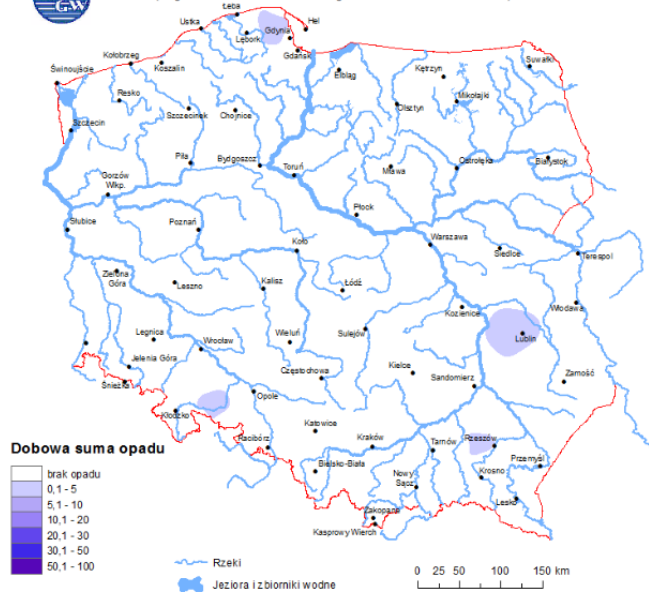 GW
Łeba
Hel
Ustka
Lębork
Gdynia
Gdańsk
Kołobrzeg
Koszalin
Świnoujście
Elbląg
Kętrzyn
Suwałki
Resko
Szczecinek
Chojnice
Olsztyn
Mikołajki
Szczecin
Piła
Bydgoszcz
Toruń
Mława
Ostrołęka
Białystok
Gorzów
Wlkp.
Płock
Słubice
Poznań
Koło
Warszawa
Siedlce
Terespol
Zielona
Góra
Leszno
Kalisz
Łódź
Włodawa
Kozienice
Legnica
Wrocław
Wieluń
Sulejów
Lublin
Jelenia Góra
Śnieżka
Częstochowa
Kielce
Sandomierz
Zamość
Opole
Kłodzko
Racibórz
Katowice
Kraków
Tarnów
Rzeszów
Przemyśl
Bielsko-Biała
Nowy
Sącz
Krosno
Lesko
Zakopane
Kasprowy Wierch
Dobowa suma opadu
brak opadu
0,1 - 5
5,1 - 10
10,1 - 20
20,1 - 30
30,1 - 50
50,1 - 100
Rzeki
Jeziora i zbiorniki wodne
0 25 50 100 150 km